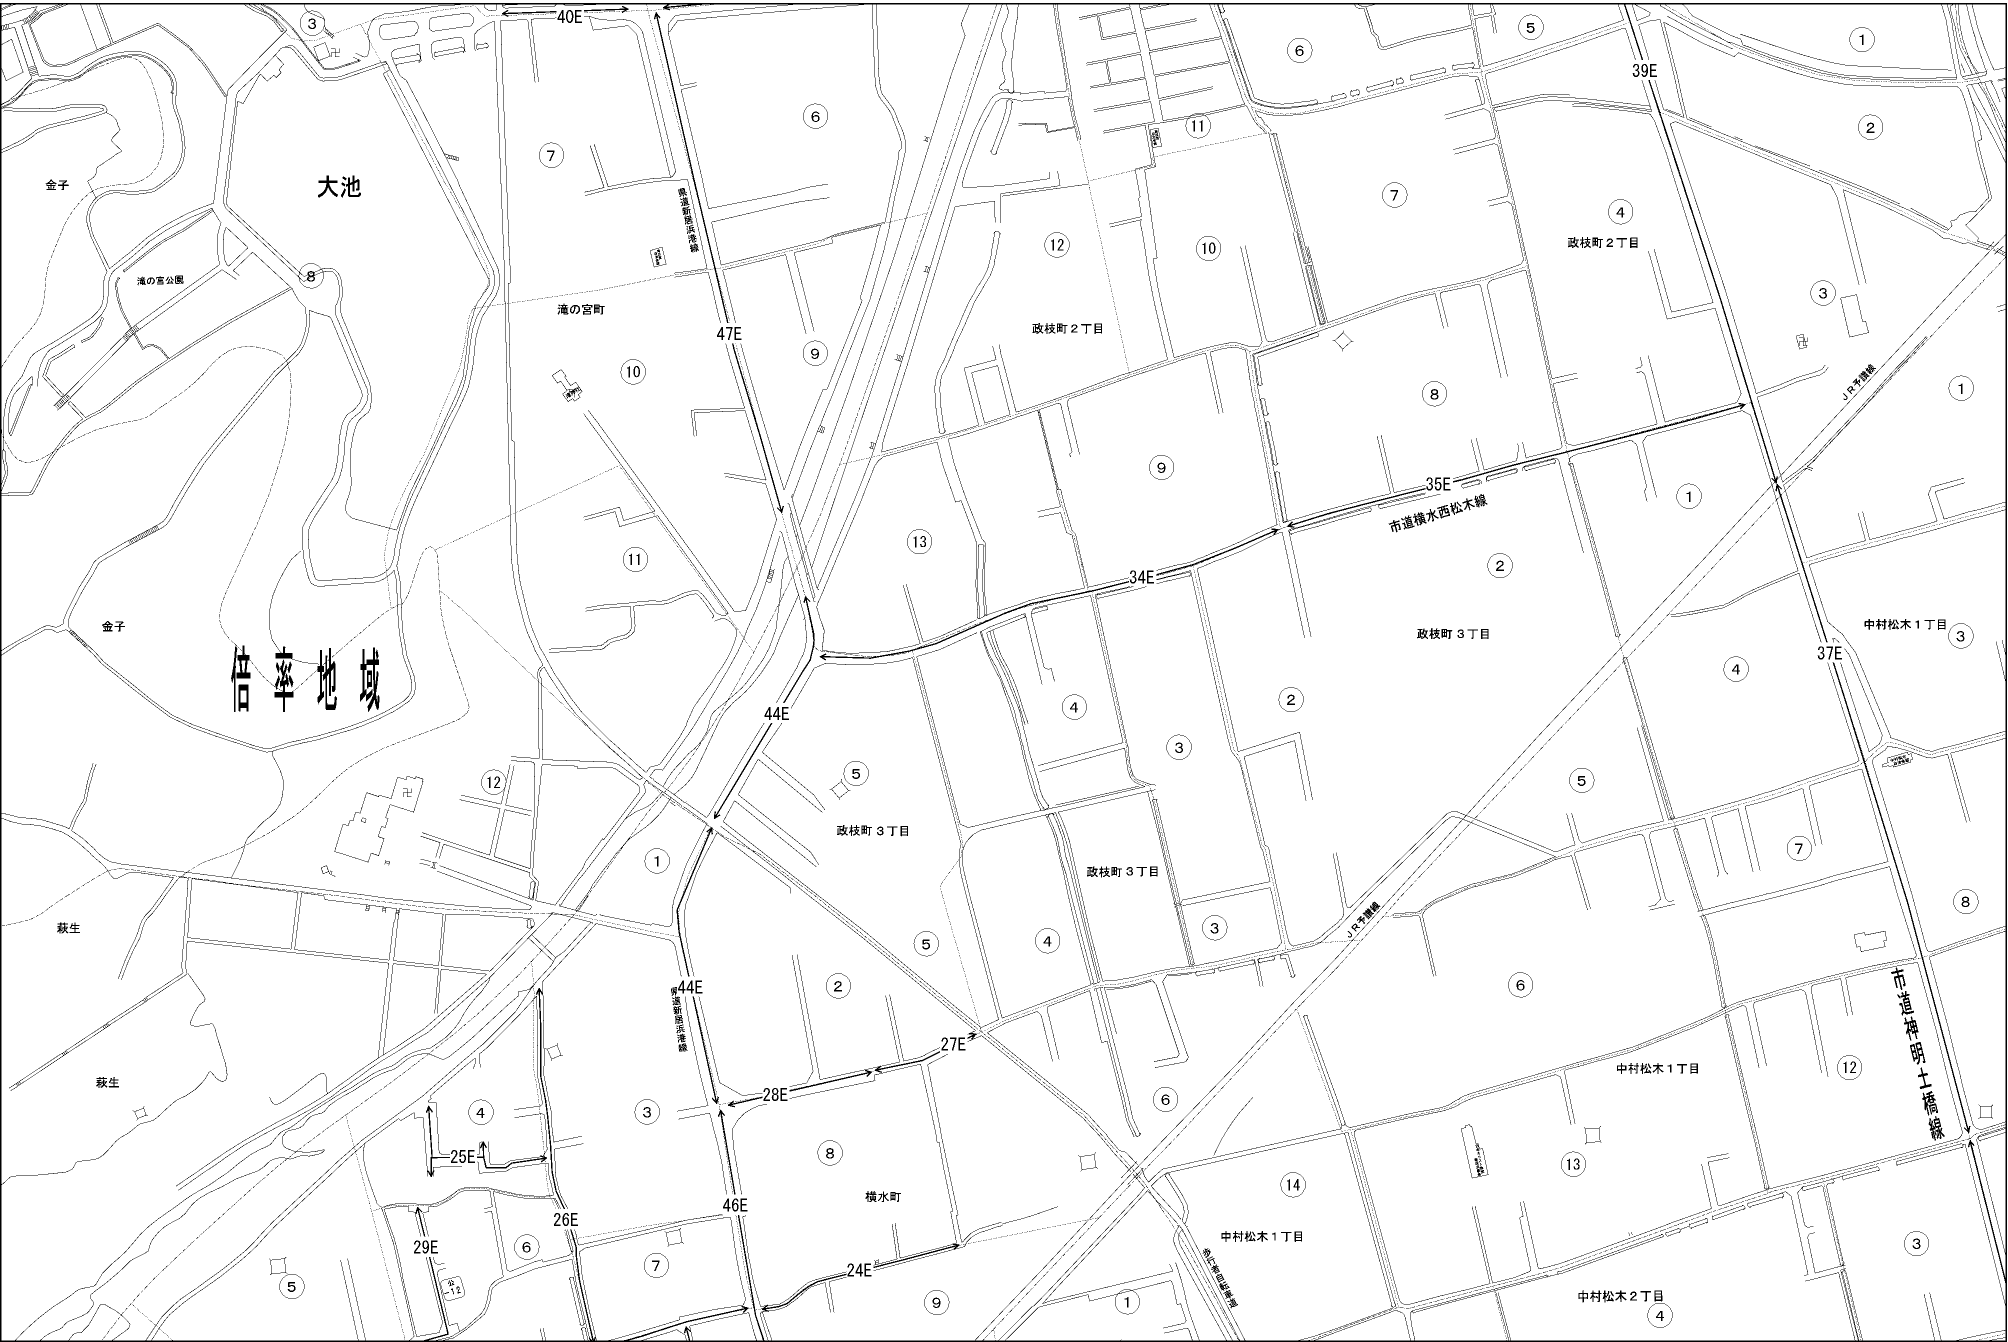 40E
③
⑤
①
⑥
39E
⑥
②
⑪
⑦
金子
大池
⑦
県道新居浜港線
④
政枝町２丁目
⑫
⑩
⑧
滝の宮公園
③
滝の宮町
政枝町２丁目
47E
⑨
⑩
ＪＲ予讃線
①
⑧
⑨
35E
①
市道横水西松木線
⑬
⑪
②
34E
金子
中村松木１丁目
③
政枝町３丁目
37E
倍率地域
④
②
④
44E
③
⑤
⑫
⑤
政枝町３丁目
⑦
①
政枝町３丁目
⑧
萩生
ＪＲ予讃線
③
④
⑤
44E
②
⑥
市道神明土橋線
県道新居浜港線
27E
中村松木１丁目
⑫
萩生
28E
⑥
④
③
25E
⑧
⑬
⑭
横水町
46E
26E
中村松木１丁目
③
29E
⑥
⑦
24E
歩行者自転車道
⑤
公
-12
⑨
①
中村松木２丁目
④